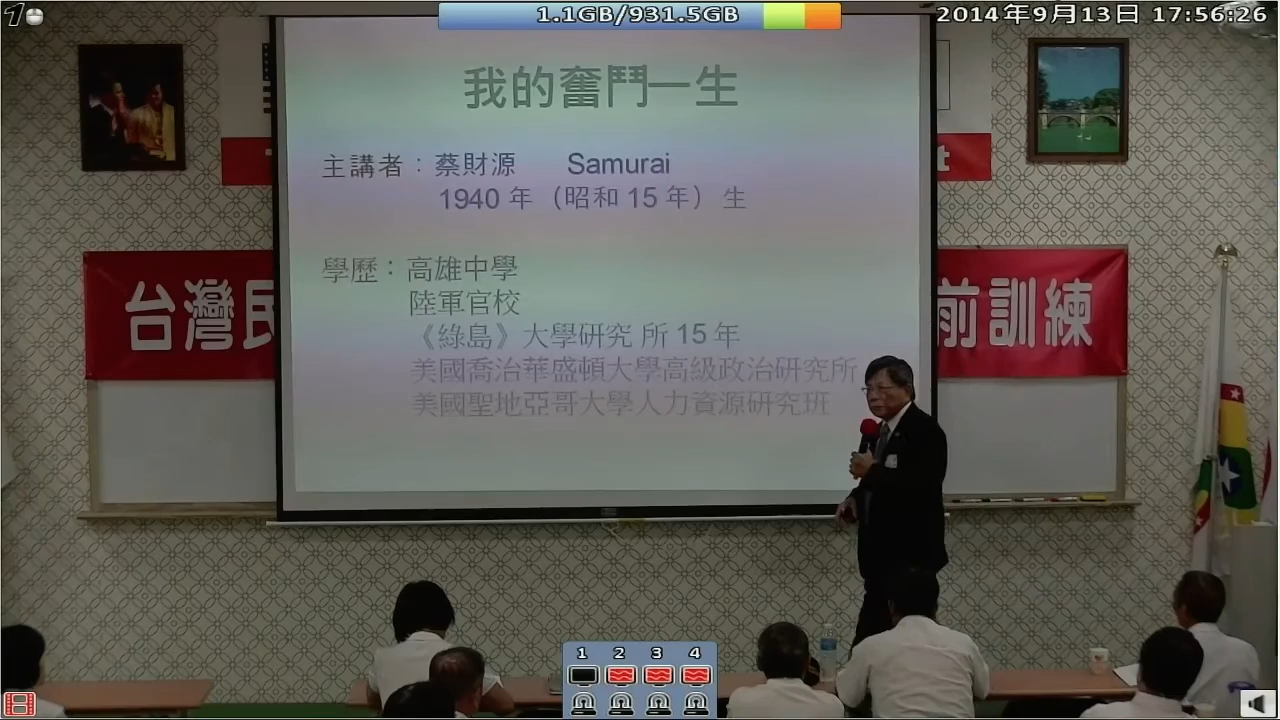 1
1.1GB/931.5GB
2014年9月13日 17:56:26
我的奮鬥一生
主講者：蔡財源 Samurai
1940 年（昭和 15 年）生
學歷：高雄中學
陸軍官校
《綠島》大學研究 所 15 年
美國喬治華盛頓大學高級政治研究所
美國聖地亞哥大學人力資源研究班
t
台灣民
前訓練
1 2 3 4